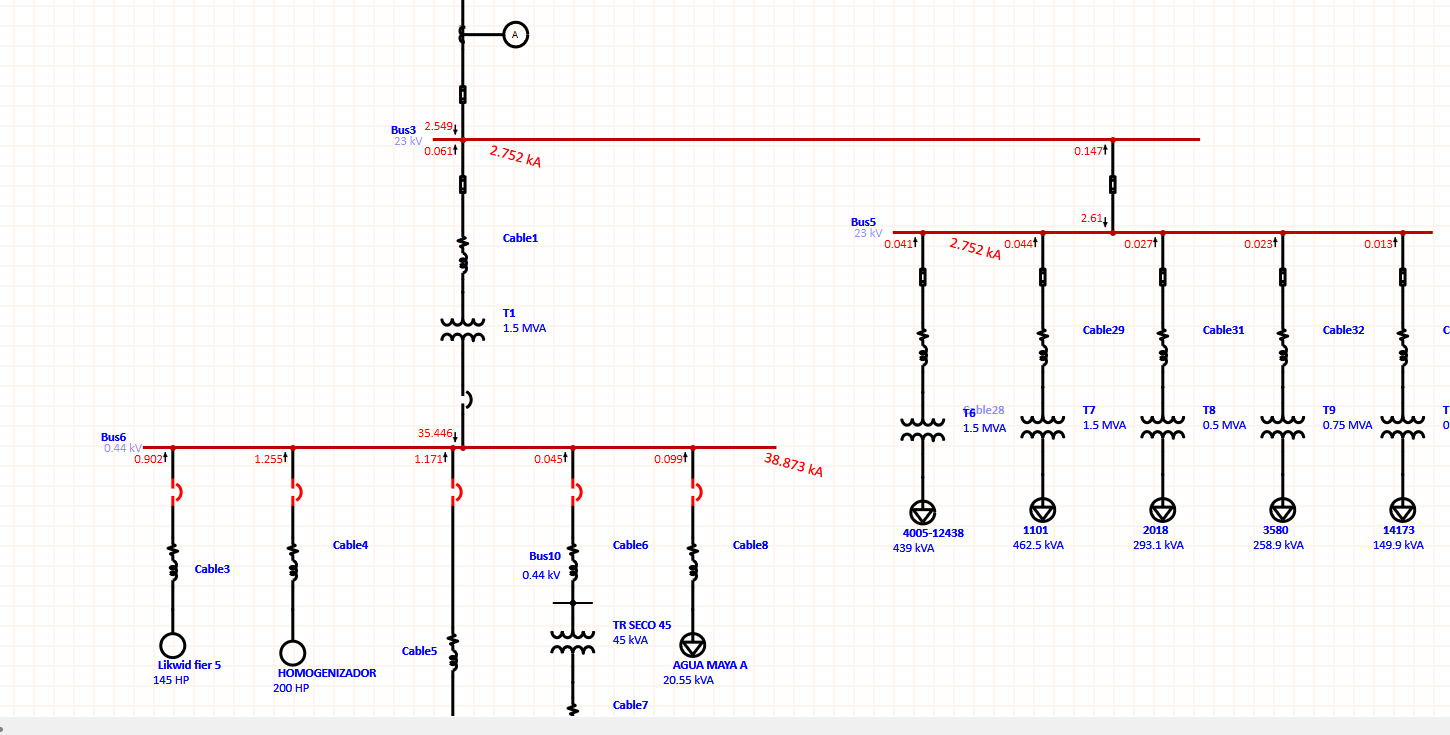 A
Bus3
2.549
23 kV
0.061
2.752 kA
0.147
2.61
Bus5
23 kV
0.041
2.752 kA
0.044
0.027
0.023
0.013
Cable1
T1
1.5 MVA
Cable29
Cable31
Cable32
C
Cable28
T6
1.5 MVA
T7
1.5 MVA
T8
0.5 MVA
T9
0.75 MVA
T
0
4005-12438
439 kVA
1101
462.5 kVA
2018
293.1 kVA
3580
258.9 kVA
14173
149.9 kVA
Bus6
0.44 kV
35.446
0.902
1.255
1.171
0.045
0.099
38.873 kA
Cable3
Cable4
Cable6
Cable8
Bus10
0.44 kV
TR SECO 45
45 kVA
Cable5
Likwid fier 5
145 HP
HOMOGENIZADOR
200 HP
AGUA MAYA A
20.55 kVA
Cable7